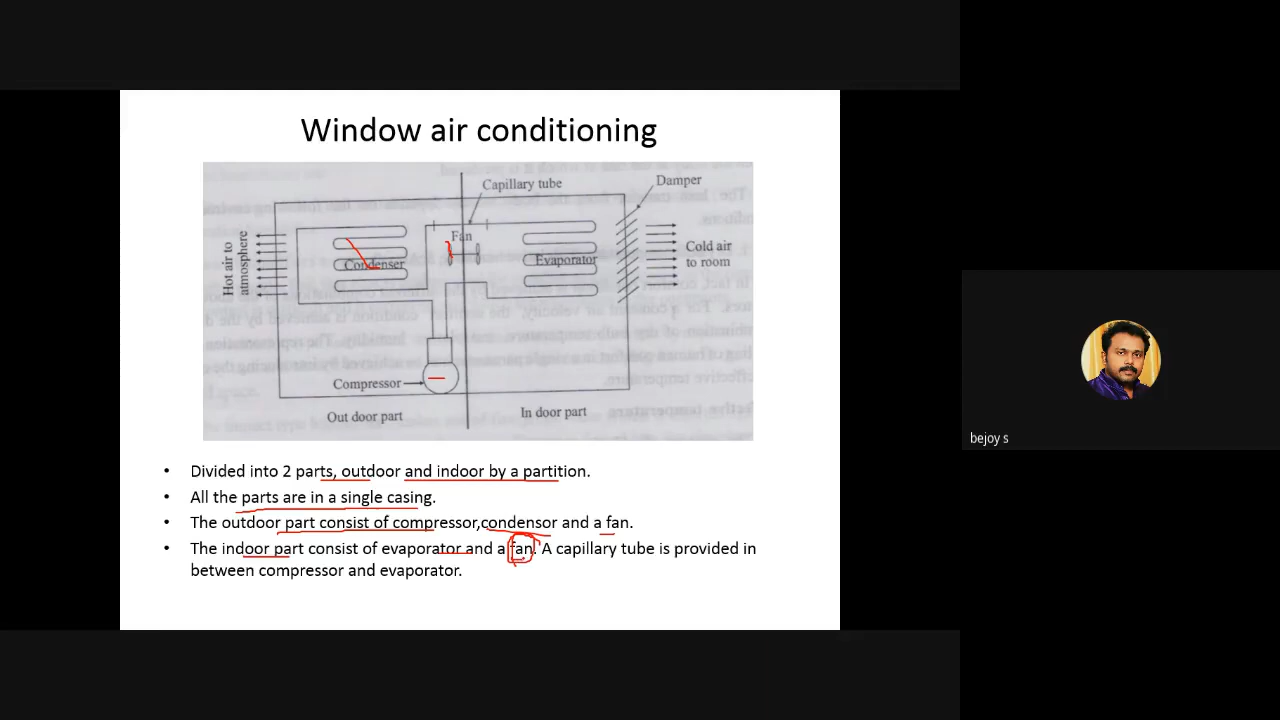 Window air conditioning
Capillary tube
Damper
Fan
Hot air to
atmosphere
Condenser
Evaporator
Cold air
to room
Compressor
Out door part
In door part
• Divided into 2 parts, outdoor and indoor by a partition.
• All the parts are in a single casing.
• The outdoor part consist of compressor,condensor and a fan.
• The indoor part consist of evaporator and a fan. A capillary tube is provided in
between compressor and evaporator.
bejoy s